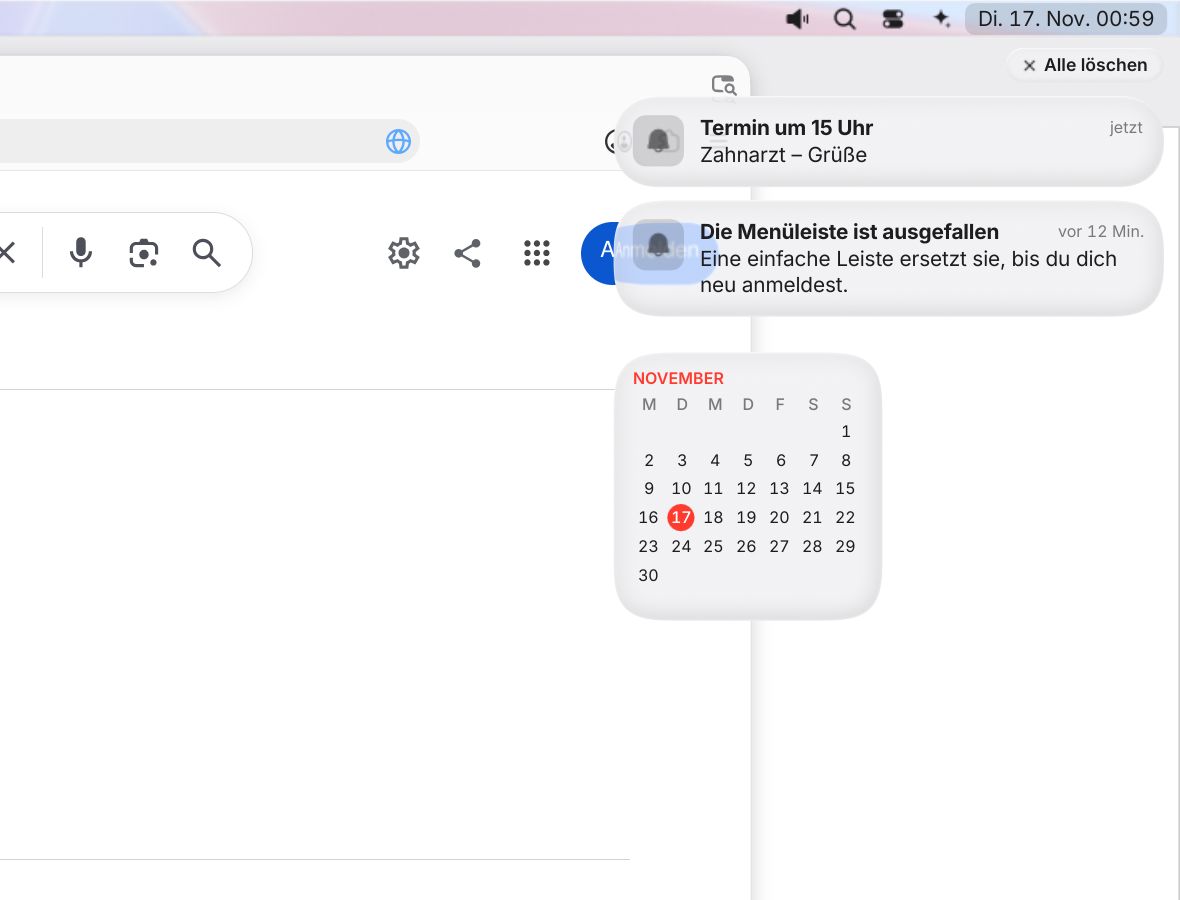 Di. 17. Nov. 00:59
Alle löschen
Termin um 15 Uhr
jetzt
Zahnarzt – Grüße
Die Menüleiste ist ausgefallen
vor 12 Min.
Eine einfache Leiste ersetzt sie, bis du dich
neu anmeldest.
Anmelden
NOVEMBER
M D M D F S S
1
2 3 4 5 6 7 8
9 10 11 12 13 14 15
16 17 18 19 20 21 22
23 24 25 26 27 28 29
30